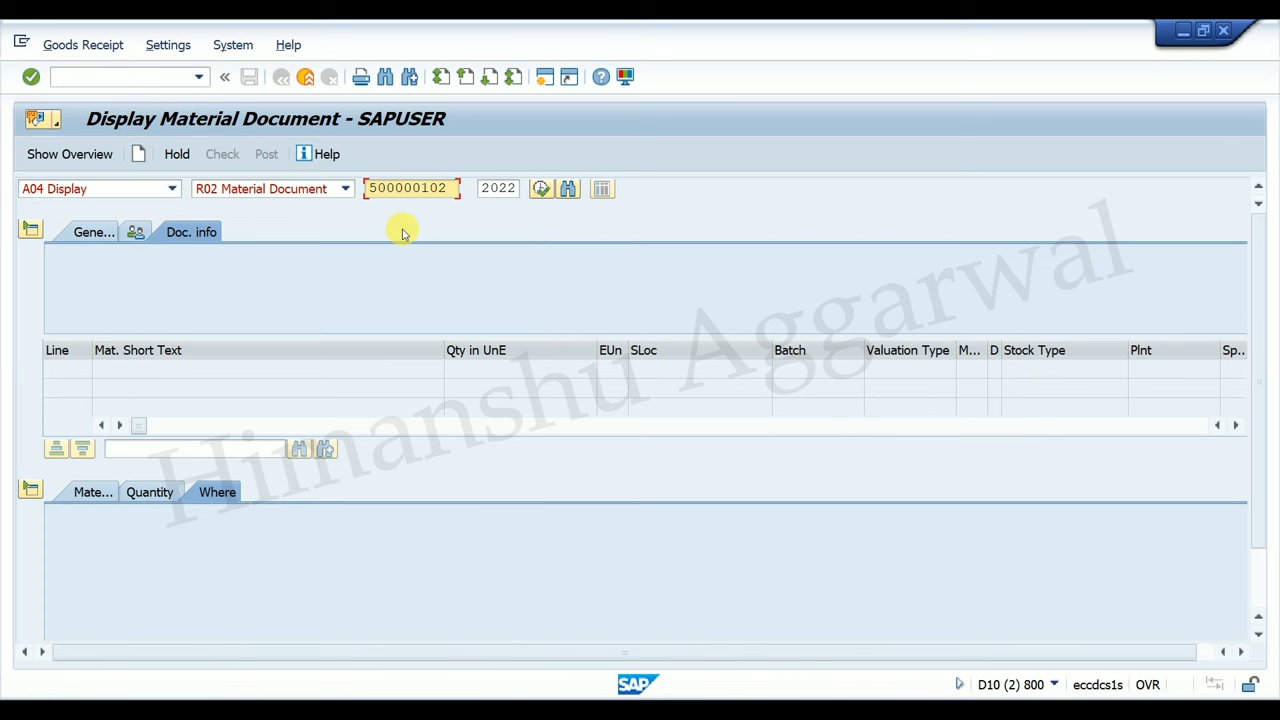 Goods Receipt Settings System Help
Display Material Document - SAPUSER
Show Overview Hold Check Post Help
A04 Display R02 Material Document 500000102 2022
Gene... Doc. info
Line Mat. Short Text Qty in UnE EUn SLoc Batch Valuation Type M... D Stock Type Plnt Sp..
Mate... Quantity Where
Himanshu Aggarwal
SAP D10 (2) 800 eccdcs1s OVR